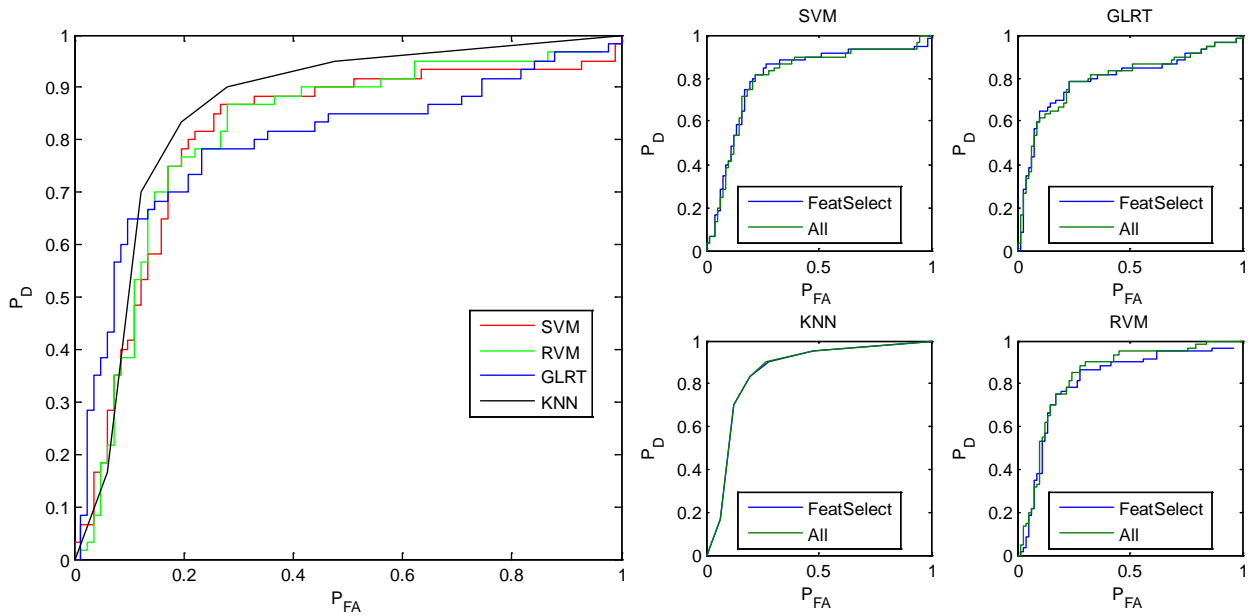 1
0.9
0.8
0.7
0.6
0.5
0.4
0.3
0.2
0.1
0
P_D
0 0.2 0.4 0.6 0.8 1
P_FA
SVM
RVM
GLRT
KNN
SVM
1
0.8
0.6
0.4
0.2
0
P_D
FeatSelect
All
0 0.5 1
P_FA
GLRT
1
0.8
0.6
0.4
0.2
0
P_D
FeatSelect
All
0 0.5 1
P_FA
KNN
1
0.8
0.6
0.4
0.2
0
P_D
FeatSelect
All
0 0.5 1
P_FA
RVM
1
0.8
0.6
0.4
0.2
0
P_D
FeatSelect
All
0 0.5 1
P_FA